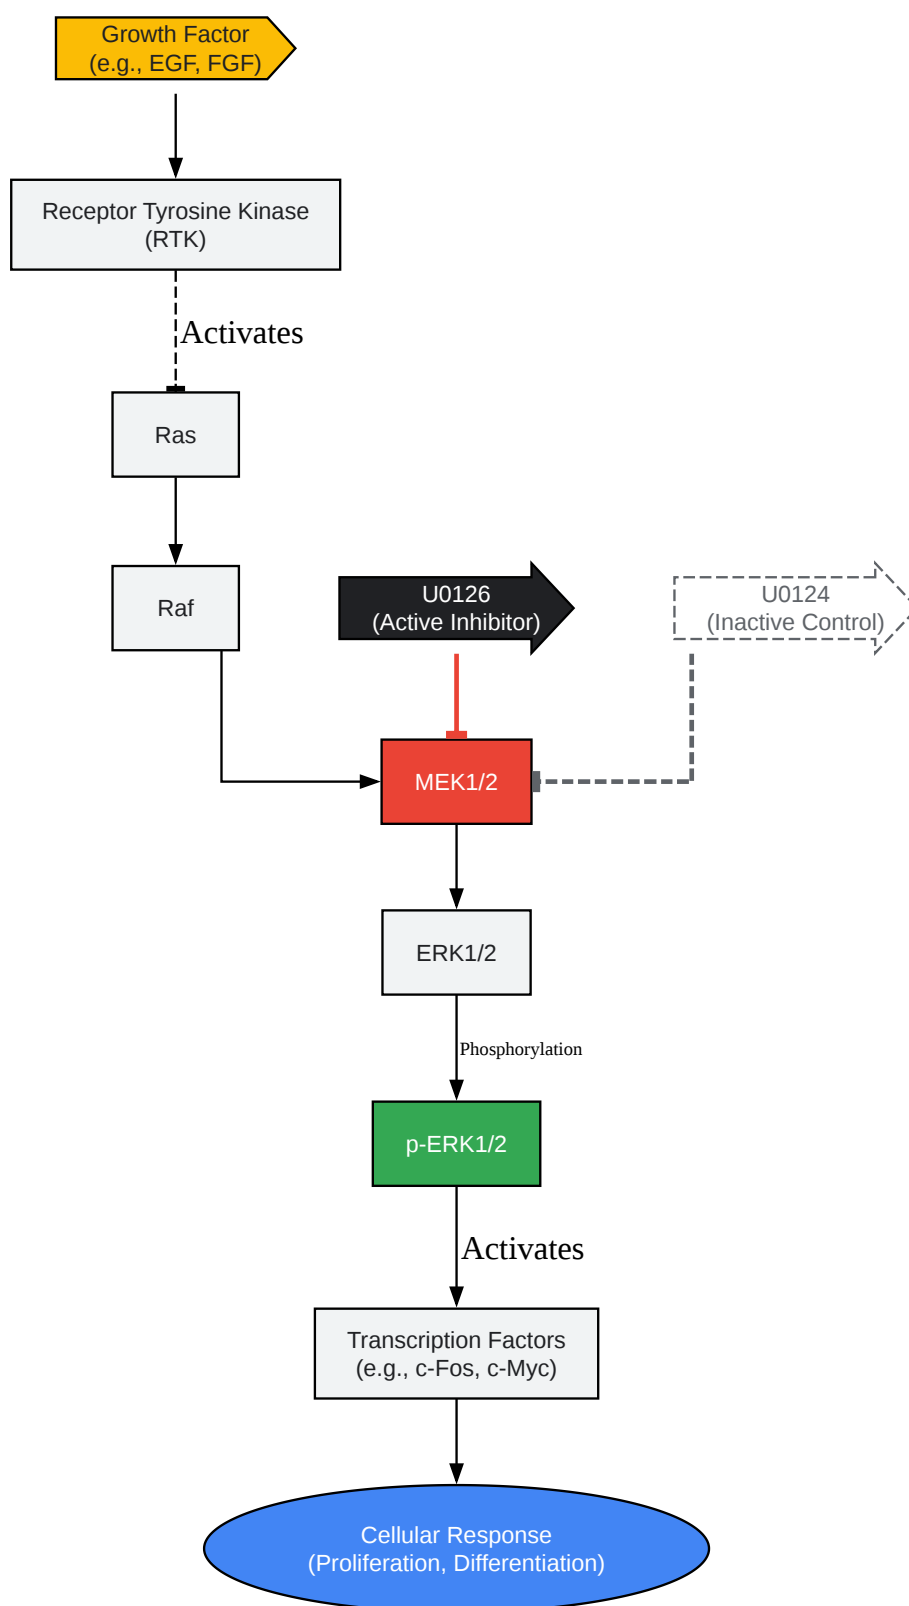 Growth Factor
(e.g., EGF, FGF)
Receptor Tyrosine Kinase
(RTK)
Activates
Ras
Raf
U0126
(Active Inhibitor)
U0124
(Inactive Control)
MEK1/2
ERK1/2
Phosphorylation
p-ERK1/2
Activates
Transcription Factors
(e.g., c-Fos, c-Myc)
Cellular Response
(Proliferation, Differentiation)